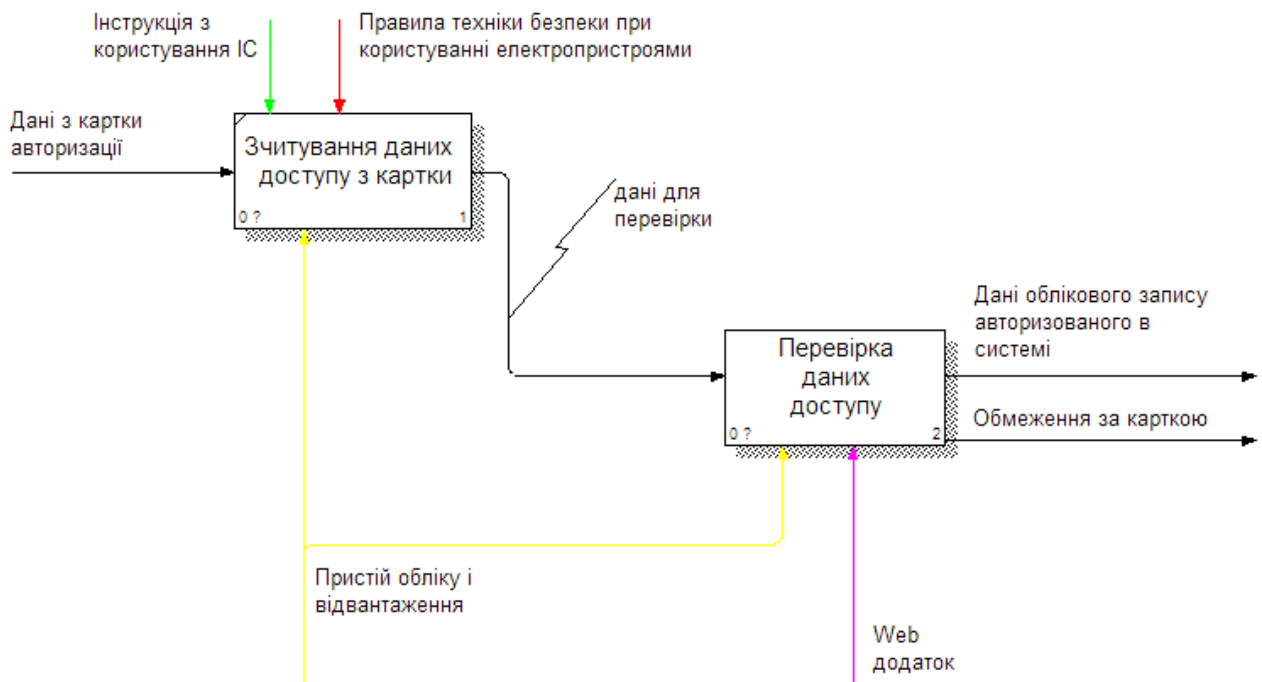 Інструкція з
користування ІС
Правила техніки безпеки при
користуванні електропристроями
Дані з картки
авторизації
Зчитування даних
доступу з картки
0 ?
1
дані для
перевірки
Дані облікового запису
авторизованого в
системі
Перевірка
даних
доступу
0 ?
2
Обмеження за карткою
Пристій обліку і
відвантаження
Web
додаток